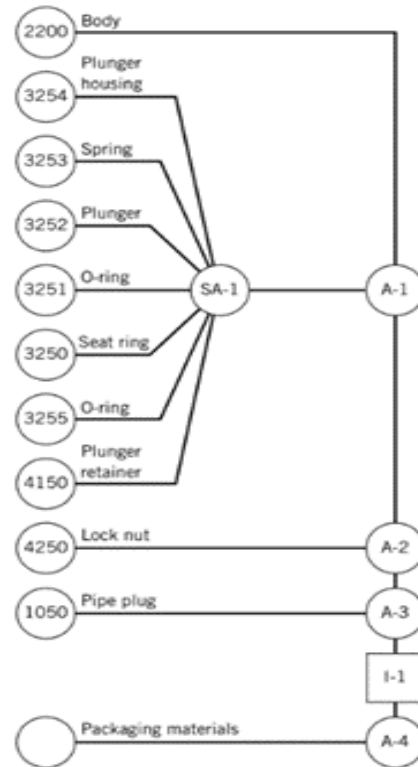 2200 Body
Plunger
housing
3254
Spring
3253
Plunger
3252
O-ring
3251 SA-1 A-1
Seat ring
3250
O-ring
3255
Plunger
retainer
4150
4250 Lock nut A-2
1050 Pipe plug A-3
I-1
Packaging materials A-4